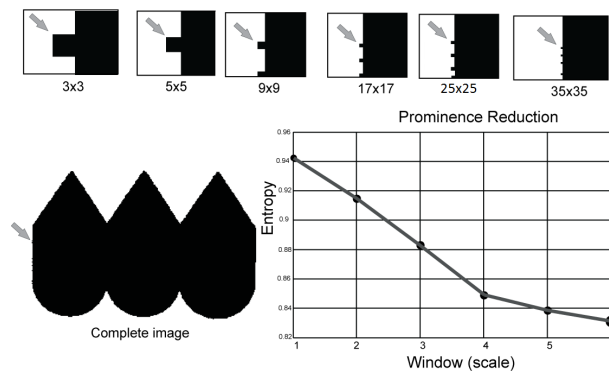 3x3
5x5
9x9
17x17
25x25
35x35
Prominence Reduction
0.96
0.94
0.92
0.9
0.88
0.86
0.84
0.82
Entropy
1 2 3 4 5
Window (scale)
Complete image